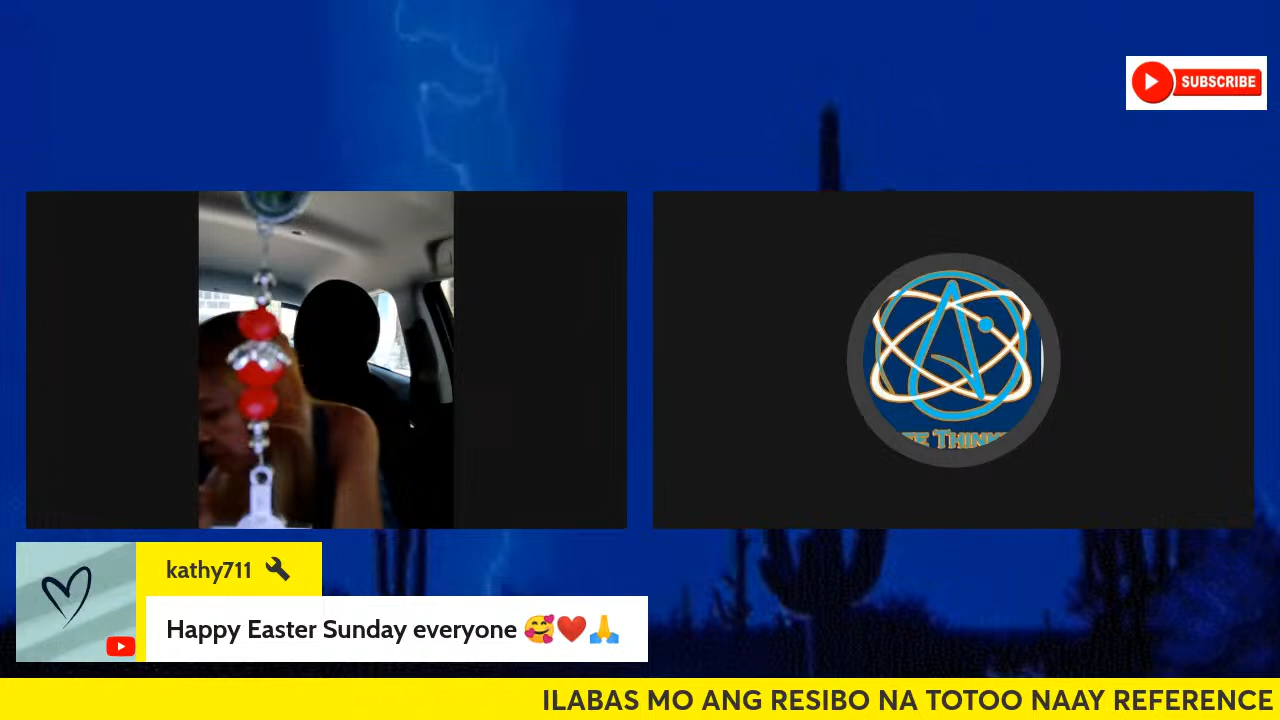 SUBSCRIBE
kathy711
Happy Easter Sunday everyone 🥰❤️🙏
ILABAS MO ANG RESIBO NA TOTOO NAAY REFERENCE